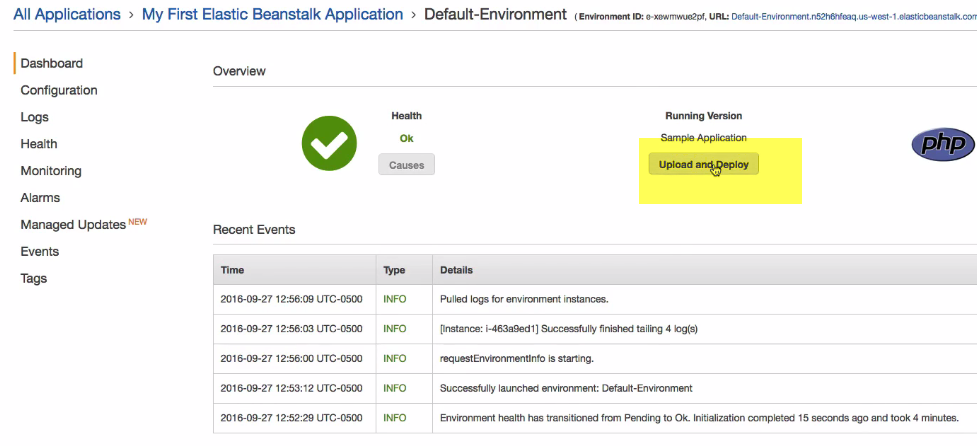 All Applications › My First Elastic Beanstalk Application › Default-Environment ( Environment ID: e-xewmwue2pf, URL: Default-Environment.n52h6hfeaq.us-west-1.elasticbeanstalk.com
Dashboard
Configuration
Logs
Health
Monitoring
Alarms
Managed Updates NEW
Events
Tags
Overview
Health
Ok
Causes
Running Version
Sample Application
Upload and Deploy
php
Recent Events
Time Type Details
2016-09-27 12:56:09 UTC-0500 INFO Pulled logs for environment instances.
2016-09-27 12:56:03 UTC-0500 INFO [Instance: i-463a9ed1] Successfully finished tailing 4 log(s)
2016-09-27 12:56:00 UTC-0500 INFO requestEnvironmentInfo is starting.
2016-09-27 12:53:12 UTC-0500 INFO Successfully launched environment: Default-Environment
2016-09-27 12:52:29 UTC-0500 INFO Environment health has transitioned from Pending to Ok. Initialization completed 15 seconds ago and took 4 minutes.